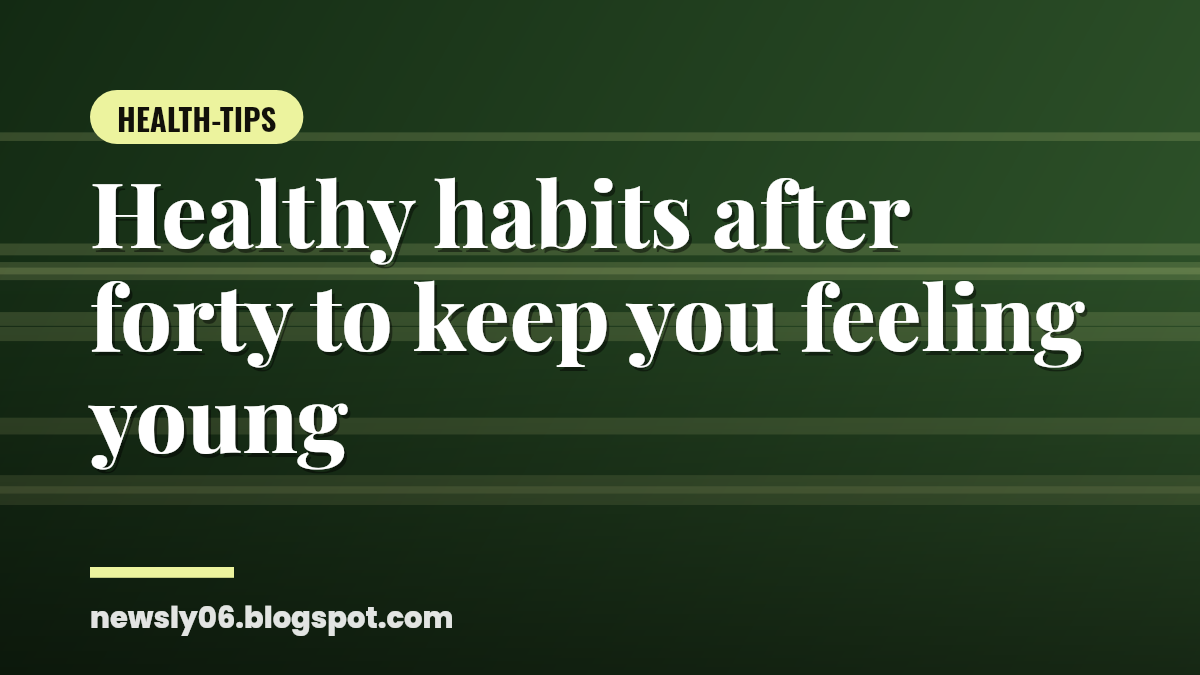 HEALTH-TIPS
Healthy habits after
forty to keep you feeling
young
newsly06.blogspot.com